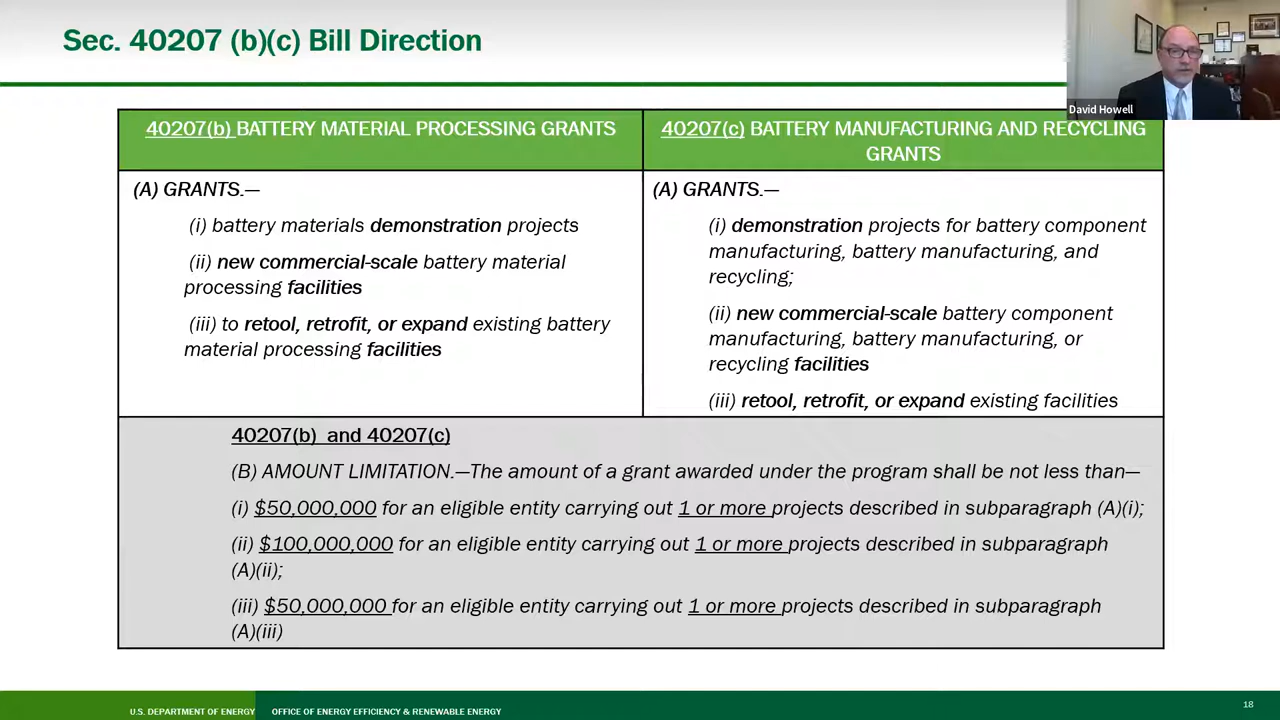 Sec. 40207 (b)(c) Bill Direction
David Howell
40207(b) BATTERY MATERIAL PROCESSING GRANTS
40207(c) BATTERY MANUFACTURING AND RECYCLING
GRANTS
(A) GRANTS.—
(i) battery materials demonstration projects
(ii) new commercial-scale battery material
processing facilities
(iii) to retool, retrofit, or expand existing battery
material processing facilities
(A) GRANTS.—
(i) demonstration projects for battery component
manufacturing, battery manufacturing, and
recycling;
(ii) new commercial-scale battery component
manufacturing, battery manufacturing, or
recycling facilities
(iii) retool, retrofit, or expand existing facilities
40207(b) and 40207(c)
(B) AMOUNT LIMITATION.—The amount of a grant awarded under the program shall be not less than—
(i) $50,000,000 for an eligible entity carrying out 1 or more projects described in subparagraph (A)(i);
(ii) $100,000,000 for an eligible entity carrying out 1 or more projects described in subparagraph
(A)(ii);
(iii) $50,000,000 for an eligible entity carrying out 1 or more projects described in subparagraph
(A)(iii)
U.S. DEPARTMENT OF ENERGY OFFICE OF ENERGY EFFICIENCY & RENEWABLE ENERGY
18